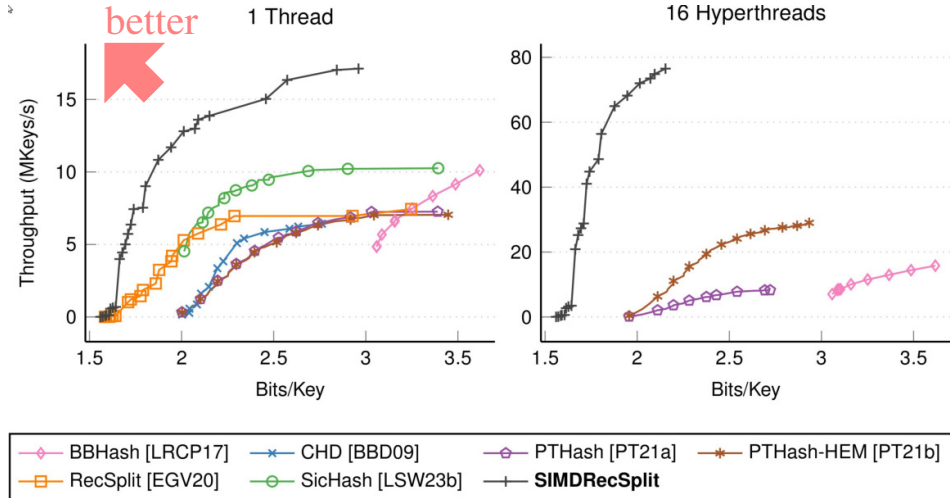 better
1 Thread
16 Hyperthreads
Throughput (MKeys/s)
15
10
5
0
1.5 2 2.5 3 3.5
Bits/Key
80
60
40
20
0
1.5 2 2.5 3 3.5
Bits/Key
BBHash [LRCP17] CHD [BBD09] PTHash [PT21a] PTHash-HEM [PT21b]
RecSplit [EGV20] SicHash [LSW23b] SIMDRecSplit